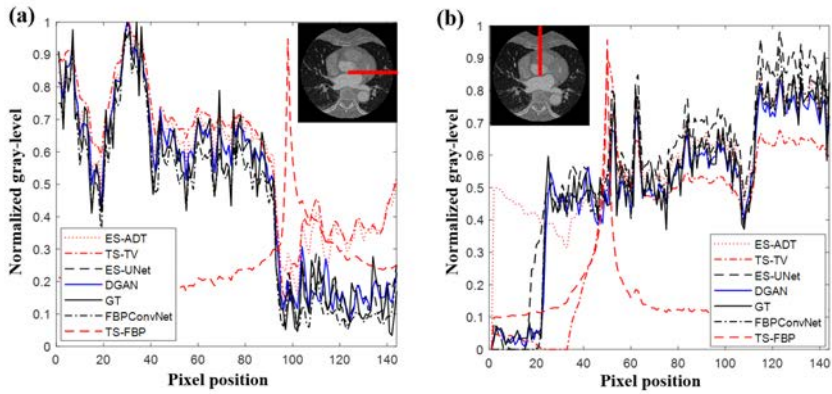 (a)
Normalized gray-level
1
0.9
0.8
0.7
0.6
0.5
0.4
0.3
0.2
0.1
0
ES-ADT
TS-TV
ES-UNet
DGAN
GT
FBPConvNet
TS-FBP
0 20 40 60 80 100 120 140
Pixel position
(b)
Normalized gray-level
1
0.9
0.8
0.7
0.6
0.5
0.4
0.3
0.2
0.1
0
ES-ADT
TS-TV
ES-UNet
DGAN
GT
FBPConvNet
TS-FBP
0 20 40 60 80 100 120 140
Pixel position